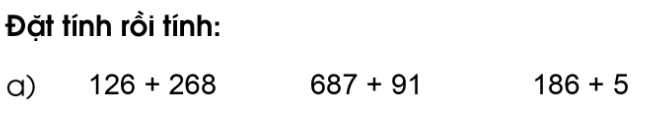 Đặt tính rồi tính:
a) 126 + 268 687 + 91 186 + 5